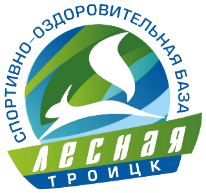 СПОРТИВНО-ОЗДОРОВИТЕЛЬНАЯ БАЗА
ЛЕСНАЯ
ТРОИЦК